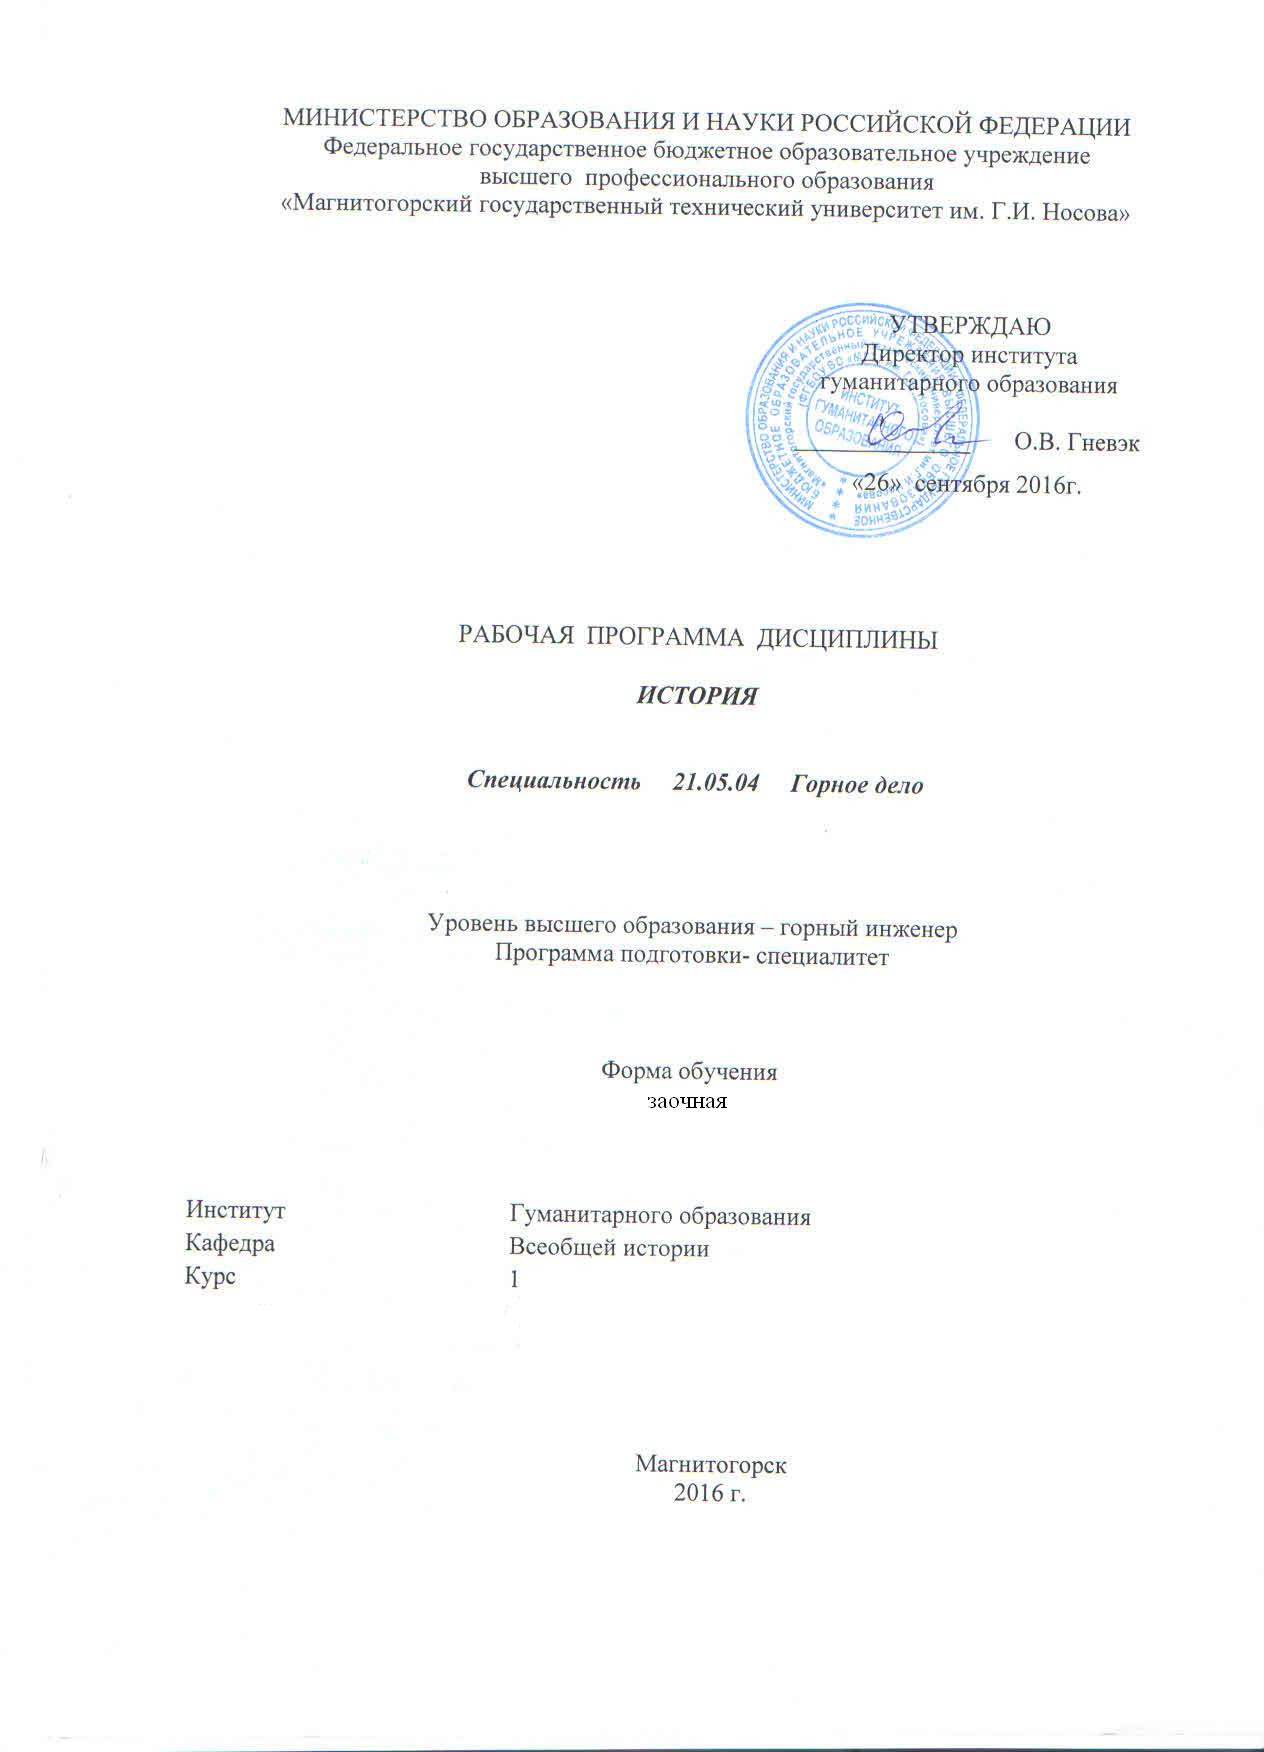 МИНИСТЕРСТВО ОБРАЗОВАНИЯ И НАУКИ РОССИЙСКОЙ ФЕДЕРАЦИИ
Федеральное государственное бюджетное образовательное учреждение
высшего профессионального образования
«Магнитогорский государственный технический университет им. Г.И. Носова»
УТВЕРЖДАЮ
Директор института
гуманитарного образования
О.В. Гневэк
«26» сентября 2016г.
ИНСТИТУТ
ГУМАНИТАРНОГО
ОБРАЗОВАНИЯ
РАБОЧАЯ ПРОГРАММА ДИСЦИПЛИНЫ
ИСТОРИЯ
Специальность 21.05.04 Горное дело
Уровень высшего образования – горный инженер
Программа подготовки- специалитет
Форма обучения
заочная
Институт Гуманитарного образования
Кафедра Всеобщей истории
Курс 1
Магнитогорск
2016 г.